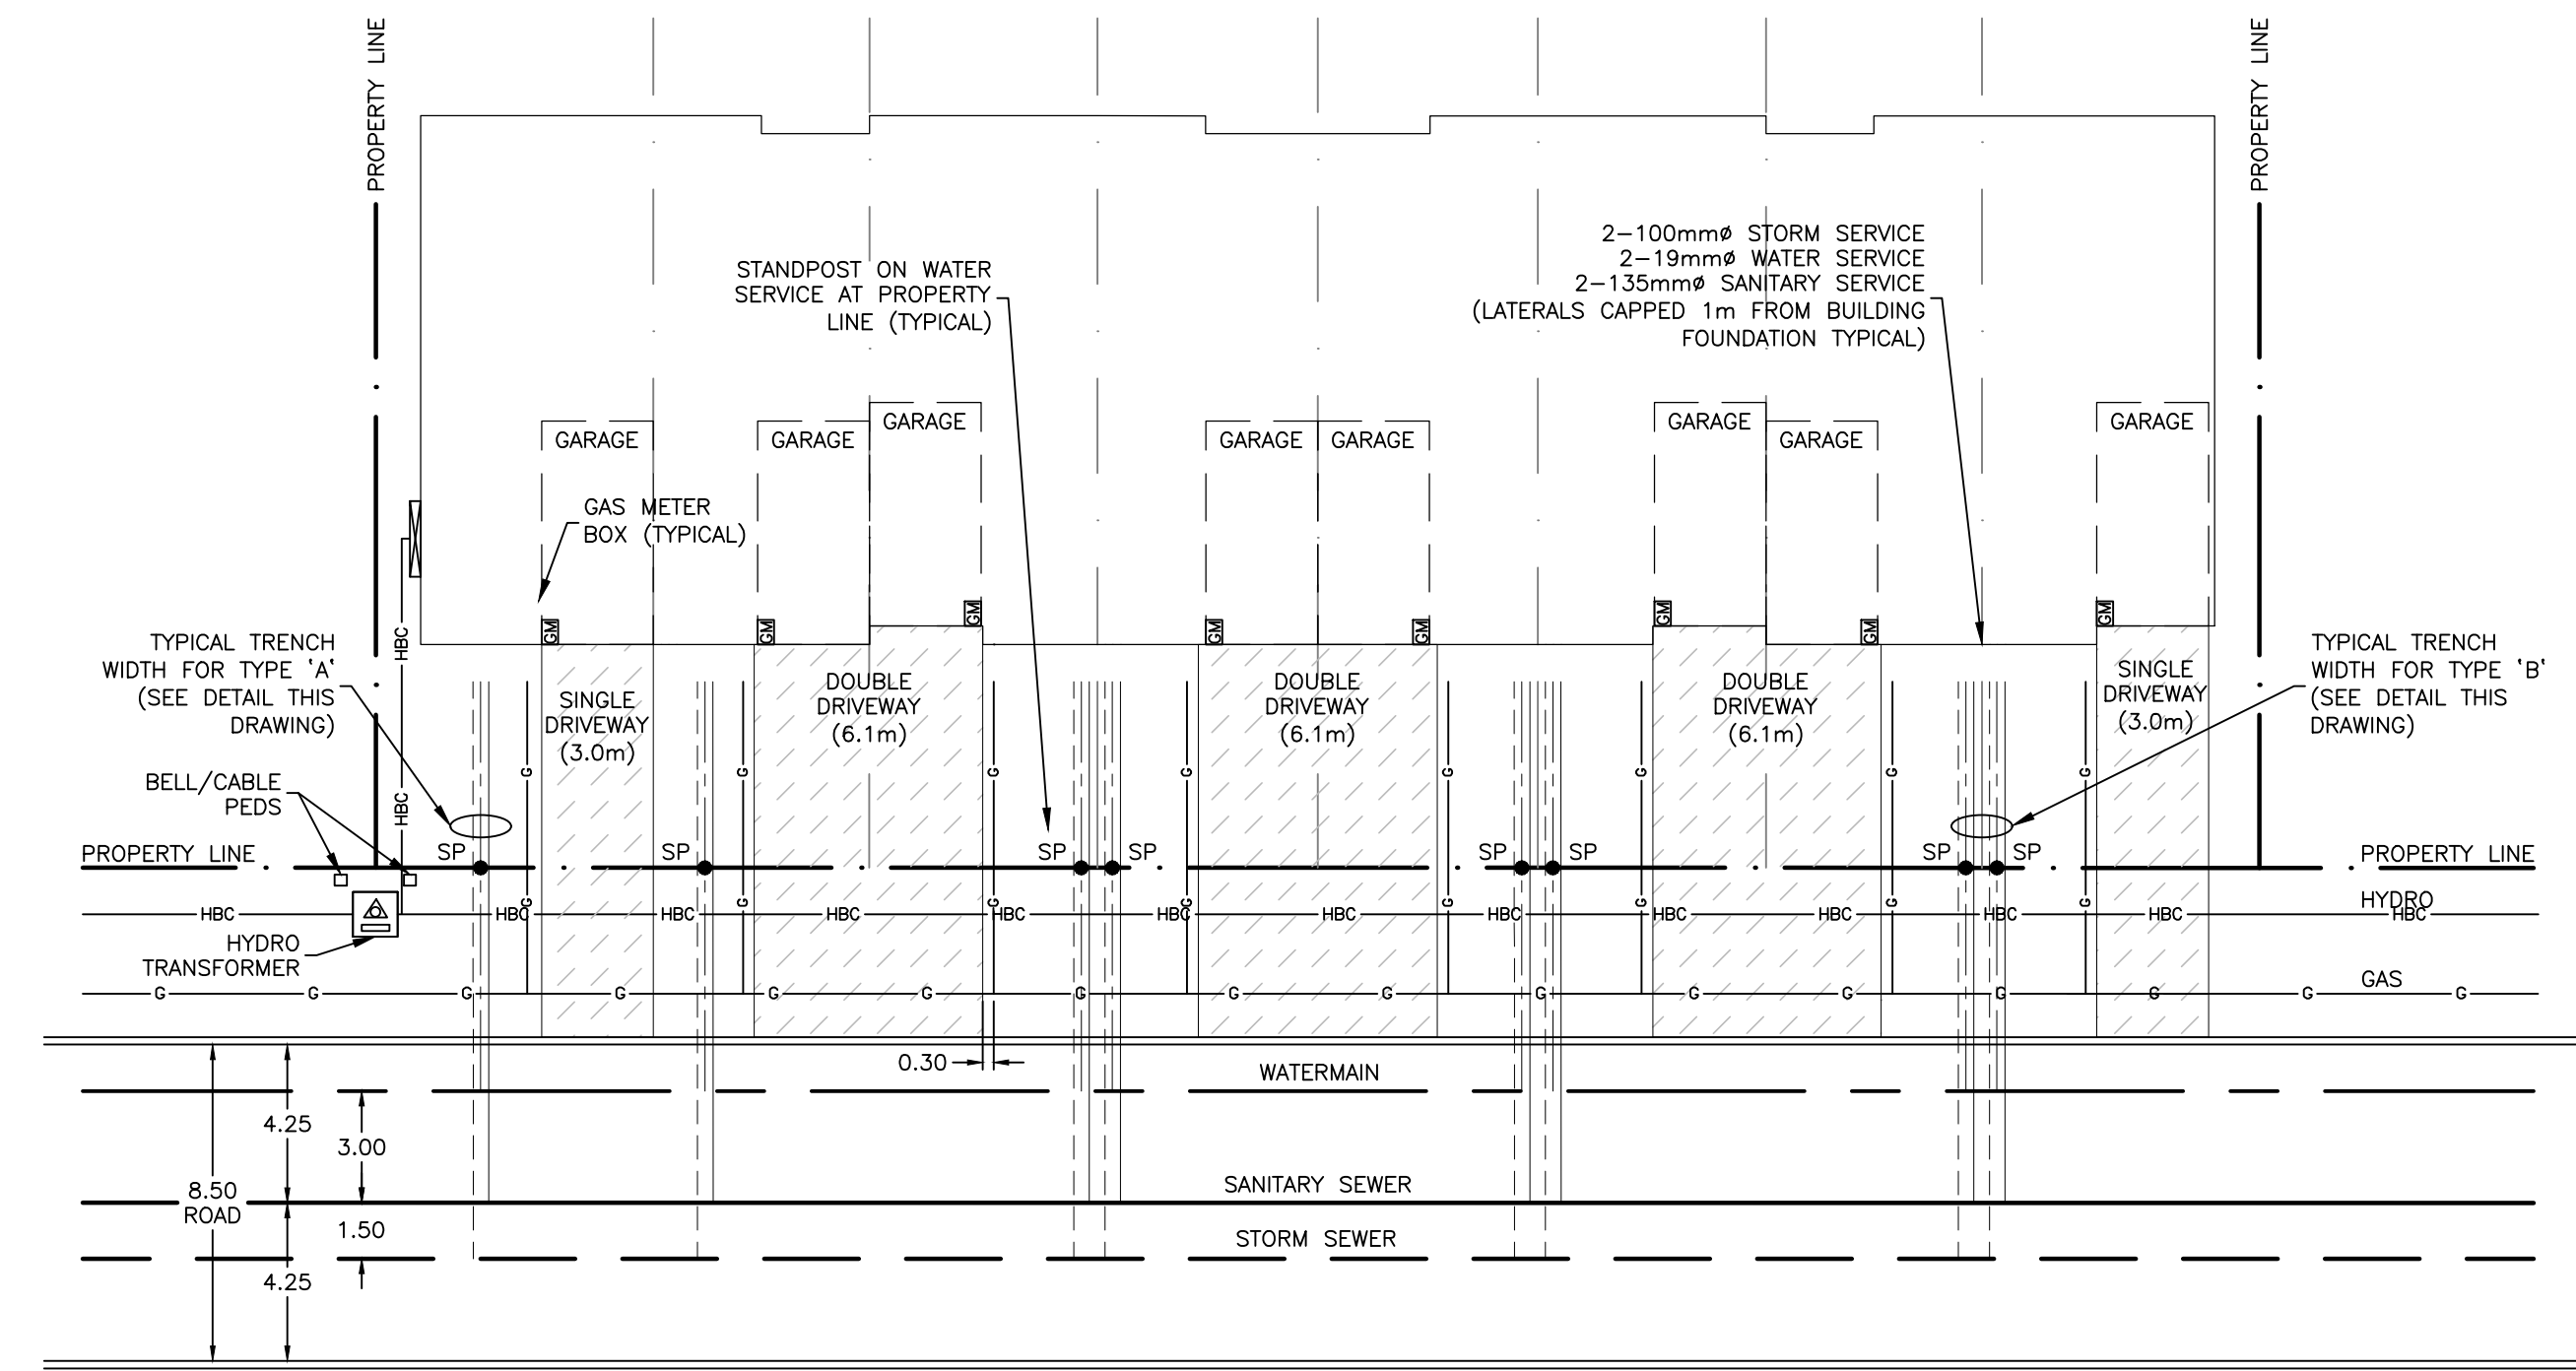 PROPERTY LINE
PROPERTY LINE
2-100mmø STORM SERVICE
2-19mmø WATER SERVICE
2-135mmø SANITARY SERVICE
(LATERALS CAPPED 1m FROM BUILDING
FOUNDATION TYPICAL)
STANDPOST ON WATER
SERVICE AT PROPERTY
LINE (TYPICAL)
GARAGE
GARAGE
GARAGE
GARAGE
GARAGE
GARAGE
GARAGE
GARAGE
GAS METER
BOX (TYPICAL)
GM
GM
GM
GM
GM
GM
GM
GM
TYPICAL TRENCH
WIDTH FOR TYPE 'A'
(SEE DETAIL THIS
DRAWING)
HBC
HBC
SINGLE
DRIVEWAY
(3.0m)
DOUBLE
DRIVEWAY
(6.1m)
DOUBLE
DRIVEWAY
(6.1m)
DOUBLE
DRIVEWAY
(6.1m)
SINGLE
DRIVEWAY
(3.0m)
TYPICAL TRENCH
WIDTH FOR TYPE 'B'
(SEE DETAIL THIS
DRAWING)
BELL/CABLE
PEDS
G G G G G G G G
PROPERTY LINE
SP SP SP SP SP SP SP SP
PROPERTY LINE
G G G G G G G G
HYDRO
HBC HBC HBC HBC HBC HBC HBC HBC HBC HBC HBC HBC HBC
HYDRO
TRANSFORMER
GAS
G G G G G G G G G G G G G G G G
0.30
WATERMAIN
4.25
3.00
SANITARY SEWER
8.50
ROAD
1.50
STORM SEWER
4.25